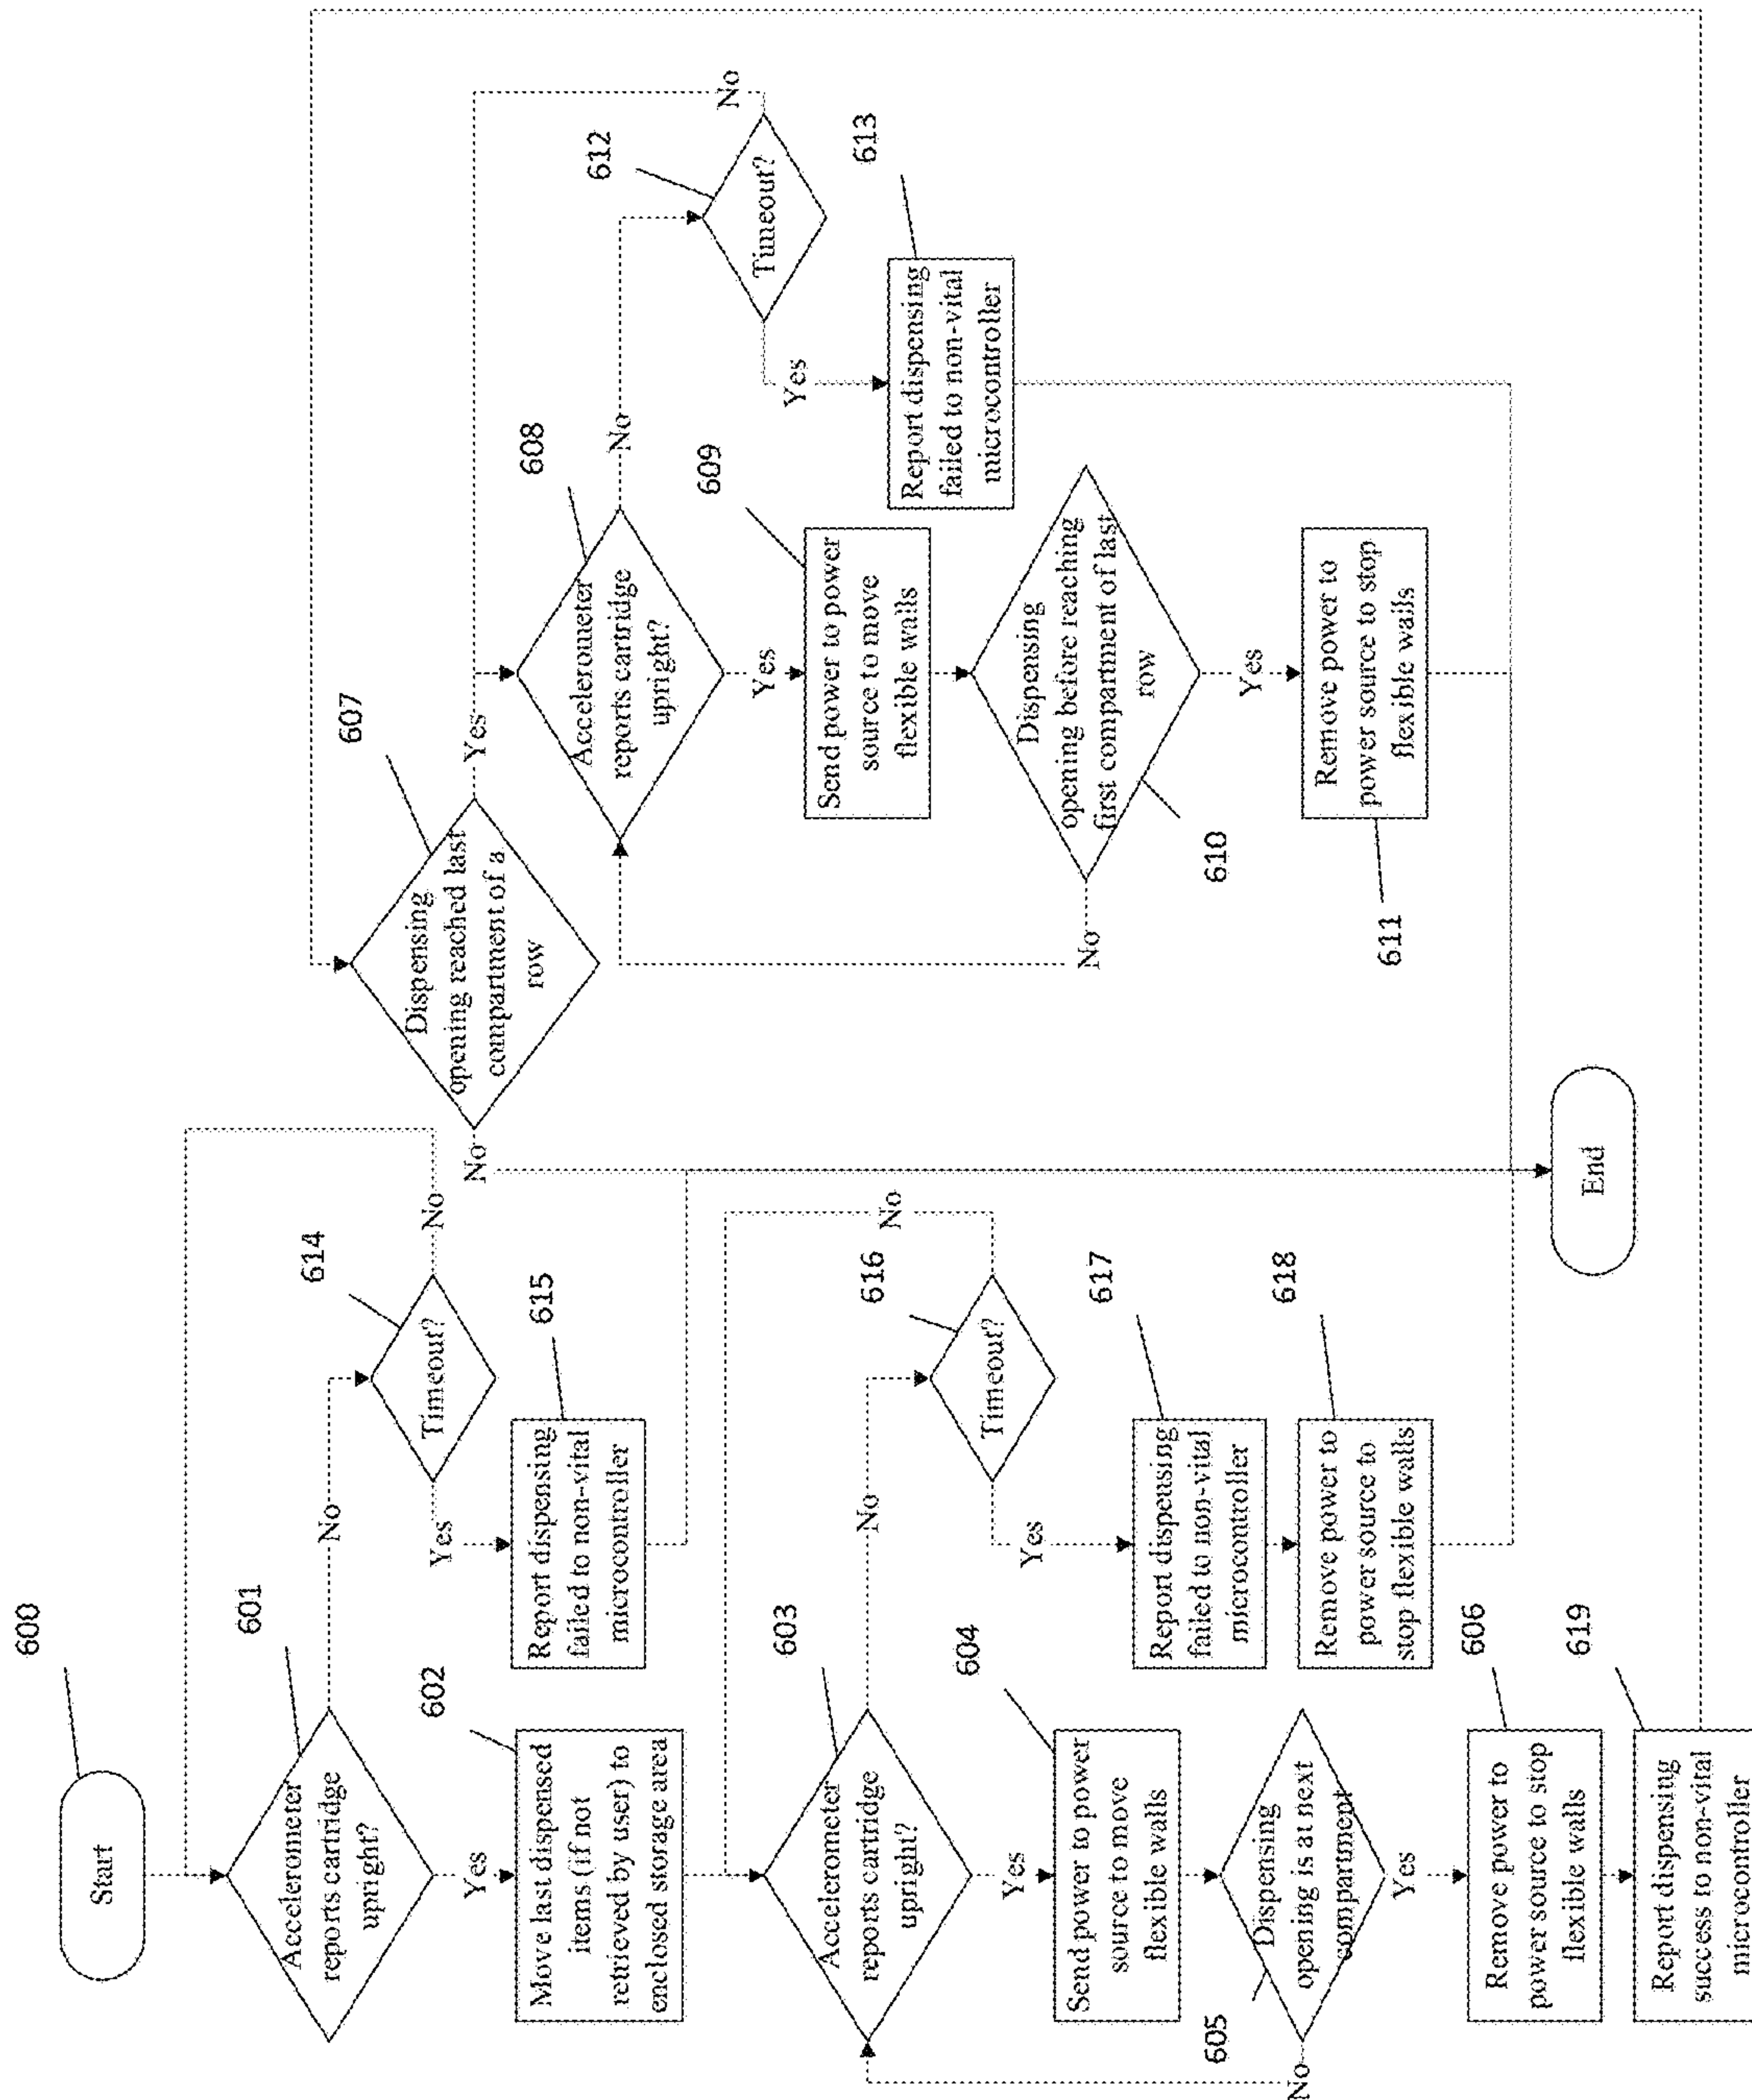 600
Start
601
Accelerometer
reports cartridge
upright?
No
Yes
614
Timeout?
No
Yes
615
Report dispensing
failed to non-vital
microcontroller
602
Move last dispensed
items (if not
retrieved by user) to
enclosed storage area
603
Accelerometer
reports cartridge
upright?
No
Yes
616
Timeout?
No
Yes
617
Report dispensing
failed to non-vital
microcontroller
618
Remove power to
power source to
stop flexible walls
604
Send power to power
source to move
flexible walls
605
Dispensing
opening is at next
compartment
No
Yes
606
Remove power to
power source to stop
flexible walls
619
Report dispensing
success to non-vital
microcontroller
607
Dispensing
opening reached last
compartment of a
row
No
Yes
608
Accelerometer
reports cartridge
upright?
No
Yes
612
Timeout?
No
Yes
613
Report dispensing
failed to non-vital
microcontroller
609
Send power to power
source to move
flexible walls
610
Dispensing
opening before reaching
first compartment of last
row
No
Yes
611
Remove power to
power source to stop
flexible walls
End